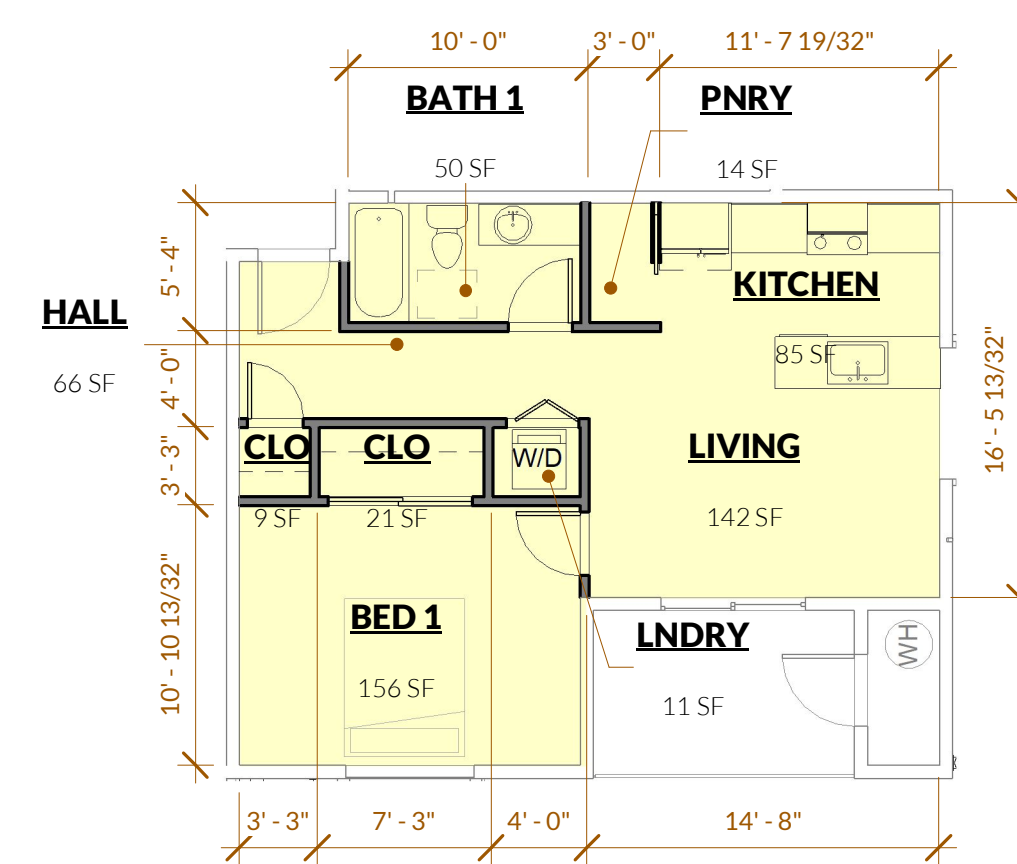 10' - 0" 3' - 0" 11' - 7 19/32"
BATH 1 PNRY
50 SF 14 SF
5' - 4"
KITCHEN
HALL
85 SF
66 SF
4' - 0"
16' - 5 13/32"
CLO CLO W/D LIVING
3' - 3"
9 SF 21 SF 142 SF
10' - 10 13/32"
BED 1 LNDRY WH
156 SF 11 SF
3' - 3" 7' - 3" 4' - 0" 14' - 8"